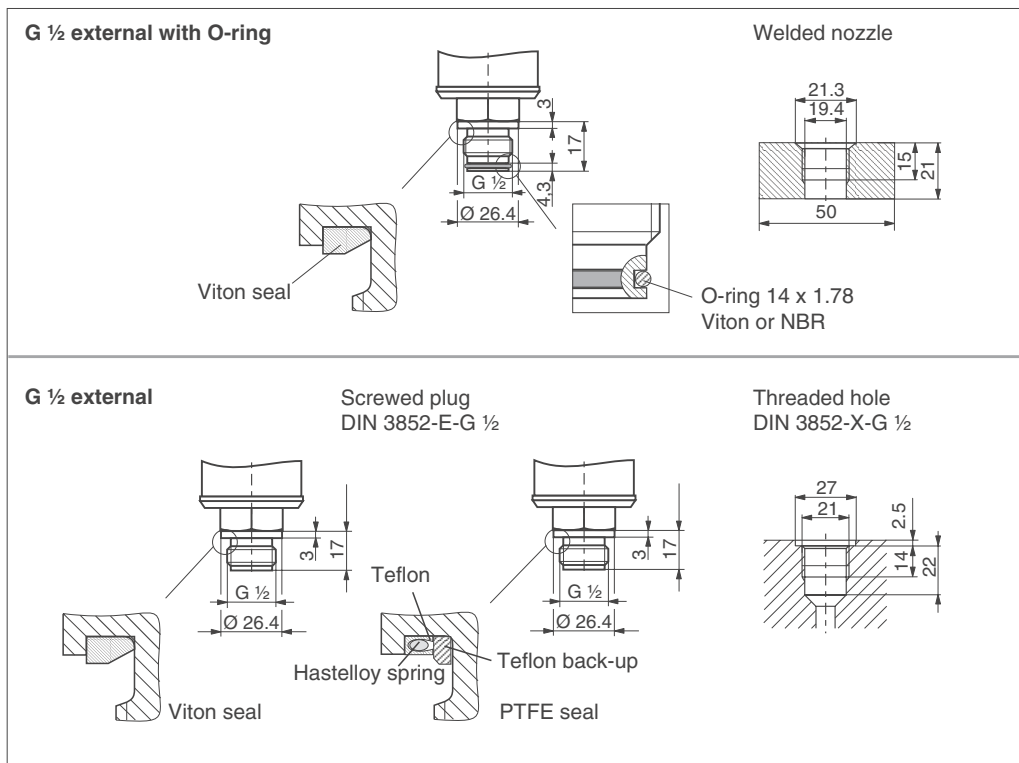 G ½ external with O-ring
Welded nozzle
21.3
19.4
3
17
15
21
G ½
4,3
Ø 26.4
50
Viton seal
O-ring 14 x 1.78
Viton or NBR
G ½ external
Screwed plug
DIN 3852-E-G ½
Threaded hole
DIN 3852-X-G ½
27
21
2.5
3
17
3
17
14
22
Teflon
G ½
G ½
Ø 26.4
Ø 26.4
Hastelloy spring
Teflon back-up
Viton seal
PTFE seal